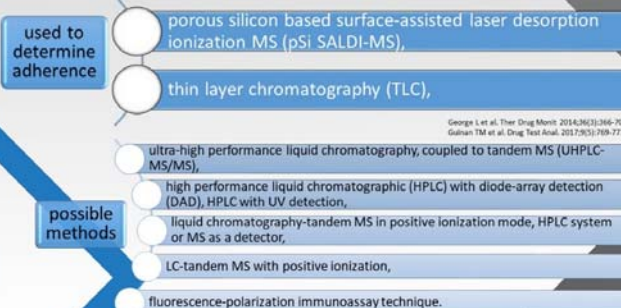 used to
determine
adherence
porous silicon based surface-assisted laser desorption
ionization MS (pSi SALDI-MS),
thin layer chromatography (TLC),
George L et al. Ther Drug Monit 2014;36(3):366-70
Guinan TM et al. Drug Test Anal. 2017;9(5):769-777
possible
methods
ultra-high performance liquid chromatography, coupled to tandem MS (UHPLC-
MS/MS),
high performance liquid chromatographic (HPLC) with diode-array detection
(DAD), HPLC with UV detection,
liquid chromatography-tandem MS in positive ionization mode, HPLC system
or MS as a detector,
LC-tandem MS with positive ionization,
fluorescence-polarization immunoassay technique.